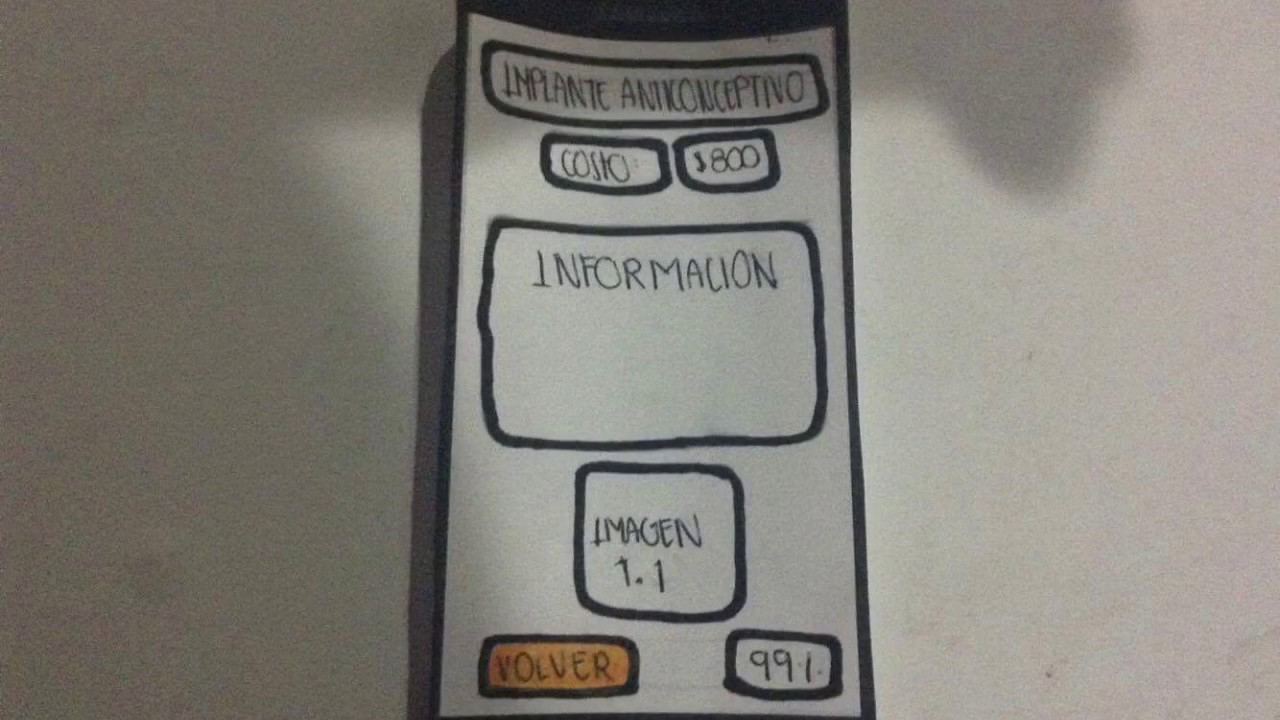 IMPLANTE ANTICONCEPTIVO
COSTO: $800
INFORMACION
IMAGEN
1.1
VOLVER 99%